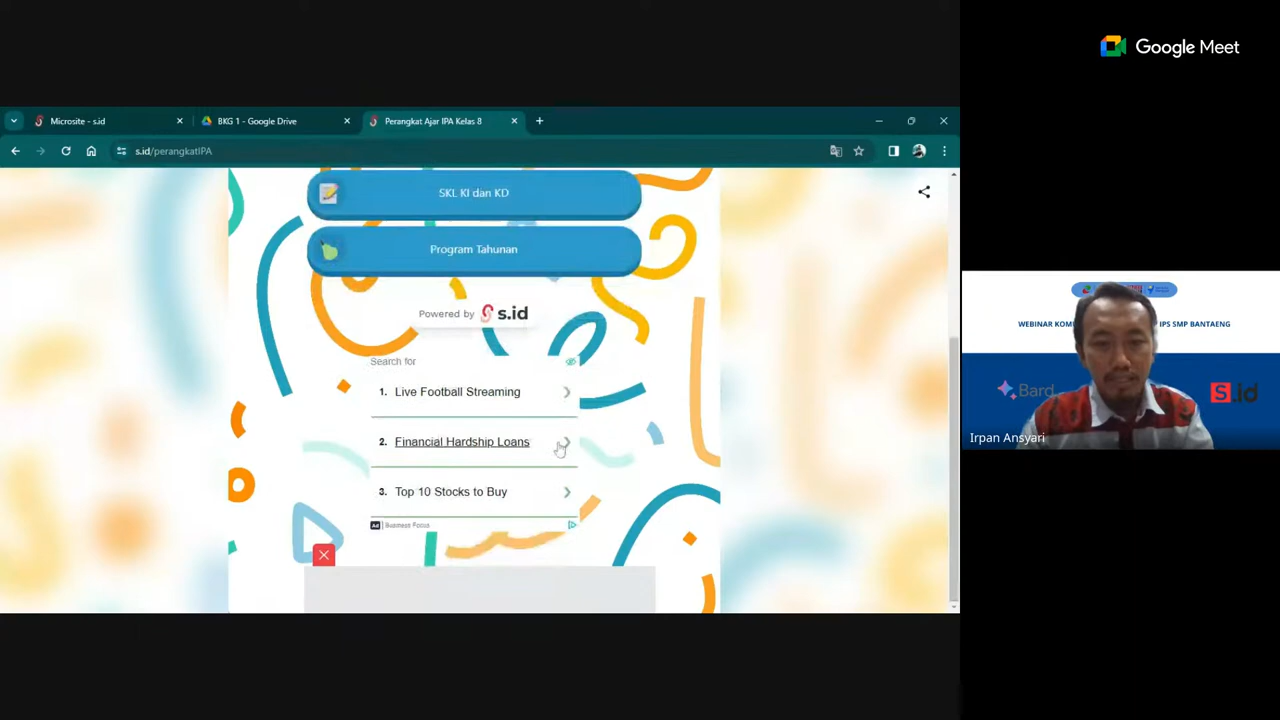 Google Meet
Microsite - s.id
BKG 1 - Google Drive
Perangkat Ajar IPA Kelas 8
s.id/perangkatIPA
SKL KI dan KD
Program Tahunan
Powered by s.id
Search for
1. Live Football Streaming
2. Financial Hardship Loans
3. Top 10 Stocks to Buy
Ad Business Focus
WEBINAR IPS SMP BANTAENG
Bard
S.id
Irpan Ansyari